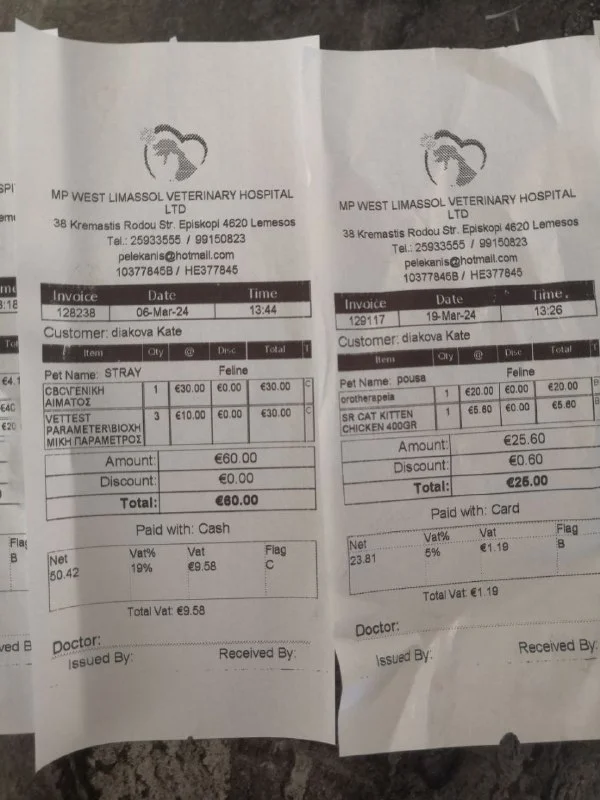 MP WEST LIMASSOL VETERINARY HOSPITAL
LTD
38 Kremastis Rodou Str. Episkopi 4620 Lemesos
Tel.: 25933555 / 99150823
pelekanis@hotmail.com
10377845B / HE377845
Invoice Date Time
128238 06-Mar-24 13:44
Customer: diakova Kate
Item Qty @ Disc Total T
Pet Name: STRAY Feline
CBC\ΓΕΝΙΚΗ 1 €30.00 €0.00 €30.00 C
ΑΙΜΑΤΟΣ
VETTEST 3 €10.00 €0.00 €30.00 C
PARAMETER\ΒΙΟΧΗ
ΜΙΚΗ ΠΑΡΑΜΕΤΡΟΣ
Amount: €60.00
Discount: €0.00
Total: €60.00
Paid with: Cash
Net Vat% Vat Flag
50.42 19% €9.58 C
Total Vat: €9.58
Doctor:
Issued By: Received By:
MP WEST LIMASSOL VETERINARY HOSPITAL
LTD
38 Kremastis Rodou Str. Episkopi 4620 Lemesos
Tel.: 25933555 / 99150823
pelekanis@hotmail.com
10377845B / HE377845
Invoice Date Time
129117 19-Mar-24 13:26
Customer: diakova Kate
Item Qty @ Disc Total T
Pet Name: pousa Feline
orotherapeia 1 €20.00 €0.00 €20.00 B
SR CAT KITTEN 1 €5.60 €0.00 €5.60 B
CHICKEN 400GR
Amount: €25.60
Discount: €0.60
Total: €25.00
Paid with: Card
Net Vat% Vat Flag
23.81 5% €1.19 B
Total Vat: €1.19
Doctor:
Issued By: Received By: